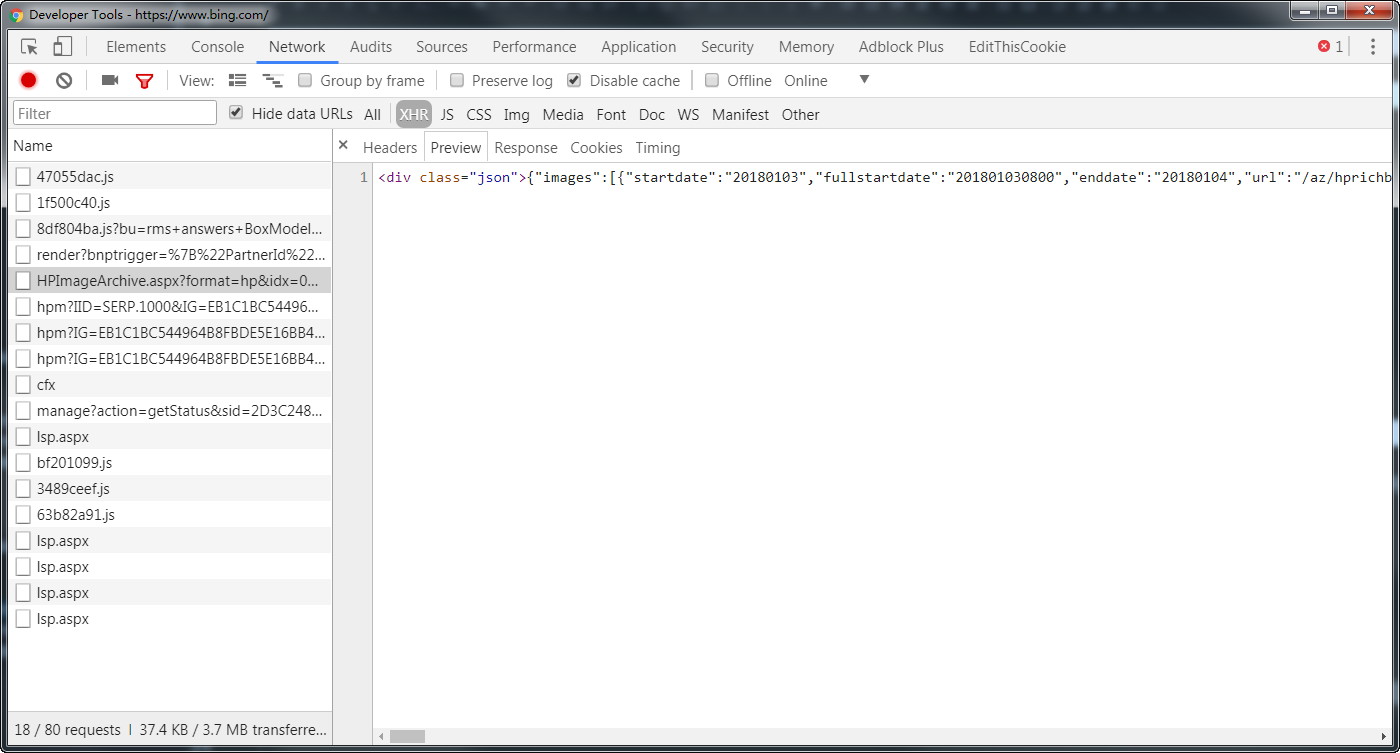 Developer Tools - https://www.bing.com/
Elements Console Network Audits Sources Performance Application Security Memory Adblock Plus EditThisCookie 1
View: Group by frame Preserve log Disable cache Offline Online
Filter Hide data URLs All XHR JS CSS Img Media Font Doc WS Manifest Other
Name
Headers Preview Response Cookies Timing
47055dac.js
1f500c40.js
8df804ba.js?bu=rms+answers+BoxModel...
render?bnptrigger=%7B%22PartnerId%22...
HPImageArchive.aspx?format=hp&idx=0...
hpm?IID=SERP.1000&IG=EB1C1BC54496...
hpm?IG=EB1C1BC544964B8FBDE5E16BB4...
hpm?IG=EB1C1BC544964B8FBDE5E16BB4...
cfx
manage?action=getStatus&sid=2D3C248...
lsp.aspx
bf201099.js
3489ceef.js
63b82a91.js
lsp.aspx
lsp.aspx
lsp.aspx
lsp.aspx
18 / 80 requests | 37.4 KB / 3.7 MB transferre...
1 <div class="json">{"images":[{"startdate":"20180103","fullstartdate":"201801030800","enddate":"20180104","url":"/az/hprichb